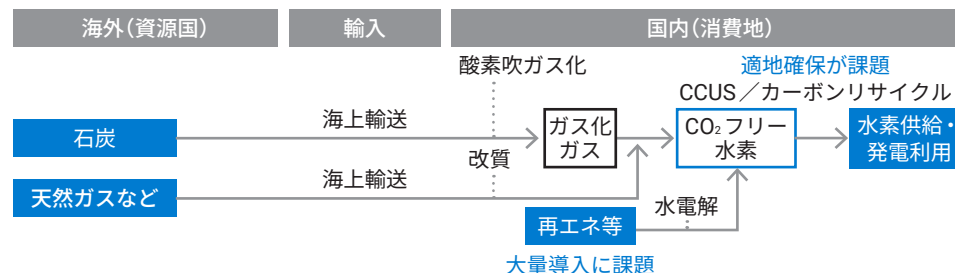 海外(資源国)
輸入
国内(消費地)
酸素吹ガス化
適地確保が課題
CCUS/カーボンリサイクル
石炭
海上輸送
ガス化
ガス
CO₂フリー
水素
水素供給・
発電利用
改質
天然ガスなど
海上輸送
再エネ等
水電解
大量導入に課題